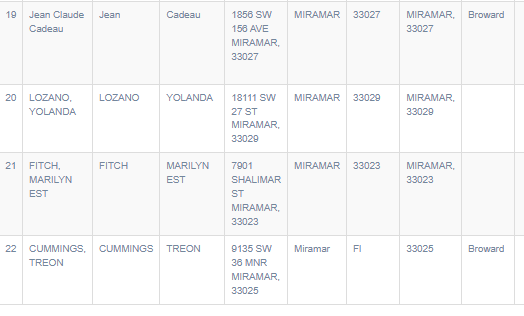 19 Jean Claude Jean Cadeau 1856 SW MIRAMAR 33027 MIRAMAR, Broward
Cadeau 156 AVE 33027
MIRAMAR,
33027
20 LOZANO, LOZANO YOLANDA 18111 SW MIRAMAR 33029 MIRAMAR,
YOLANDA 27 ST 33029
MIRAMAR,
33029
21 FITCH, FITCH MARILYN 7901 MIRAMAR 33023 MIRAMAR,
MARILYN EST SHALIMAR 33023
EST ST
MIRAMAR,
33023
22 CUMMINGS, CUMMINGS TREON 9135 SW Miramar Fl 33025 Broward
TREON 36 MNR
MIRAMAR,
33025